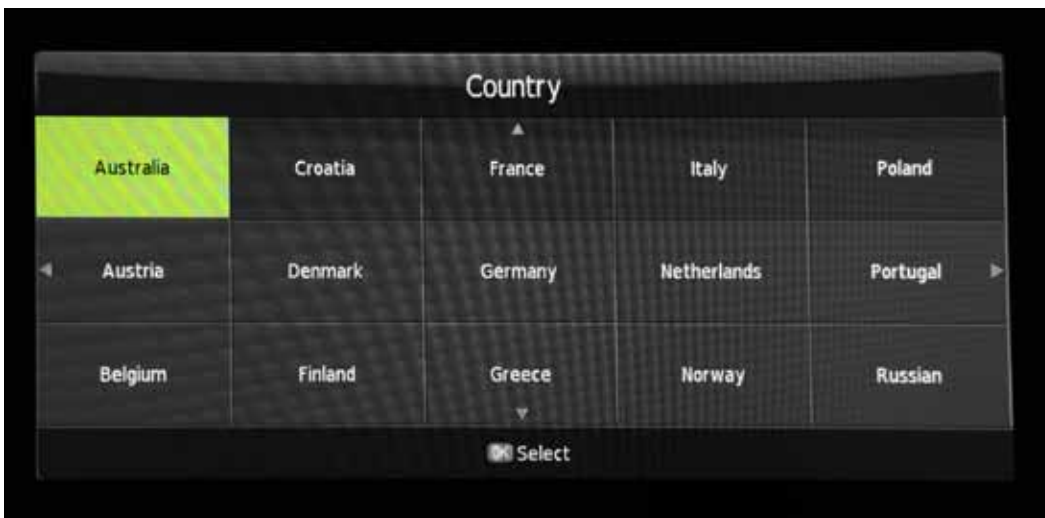 Country
Australia Croatia France Italy Poland
Austria Denmark Germany Netherlands Portugal
Belgium Finland Greece Norway Russian
OK Select